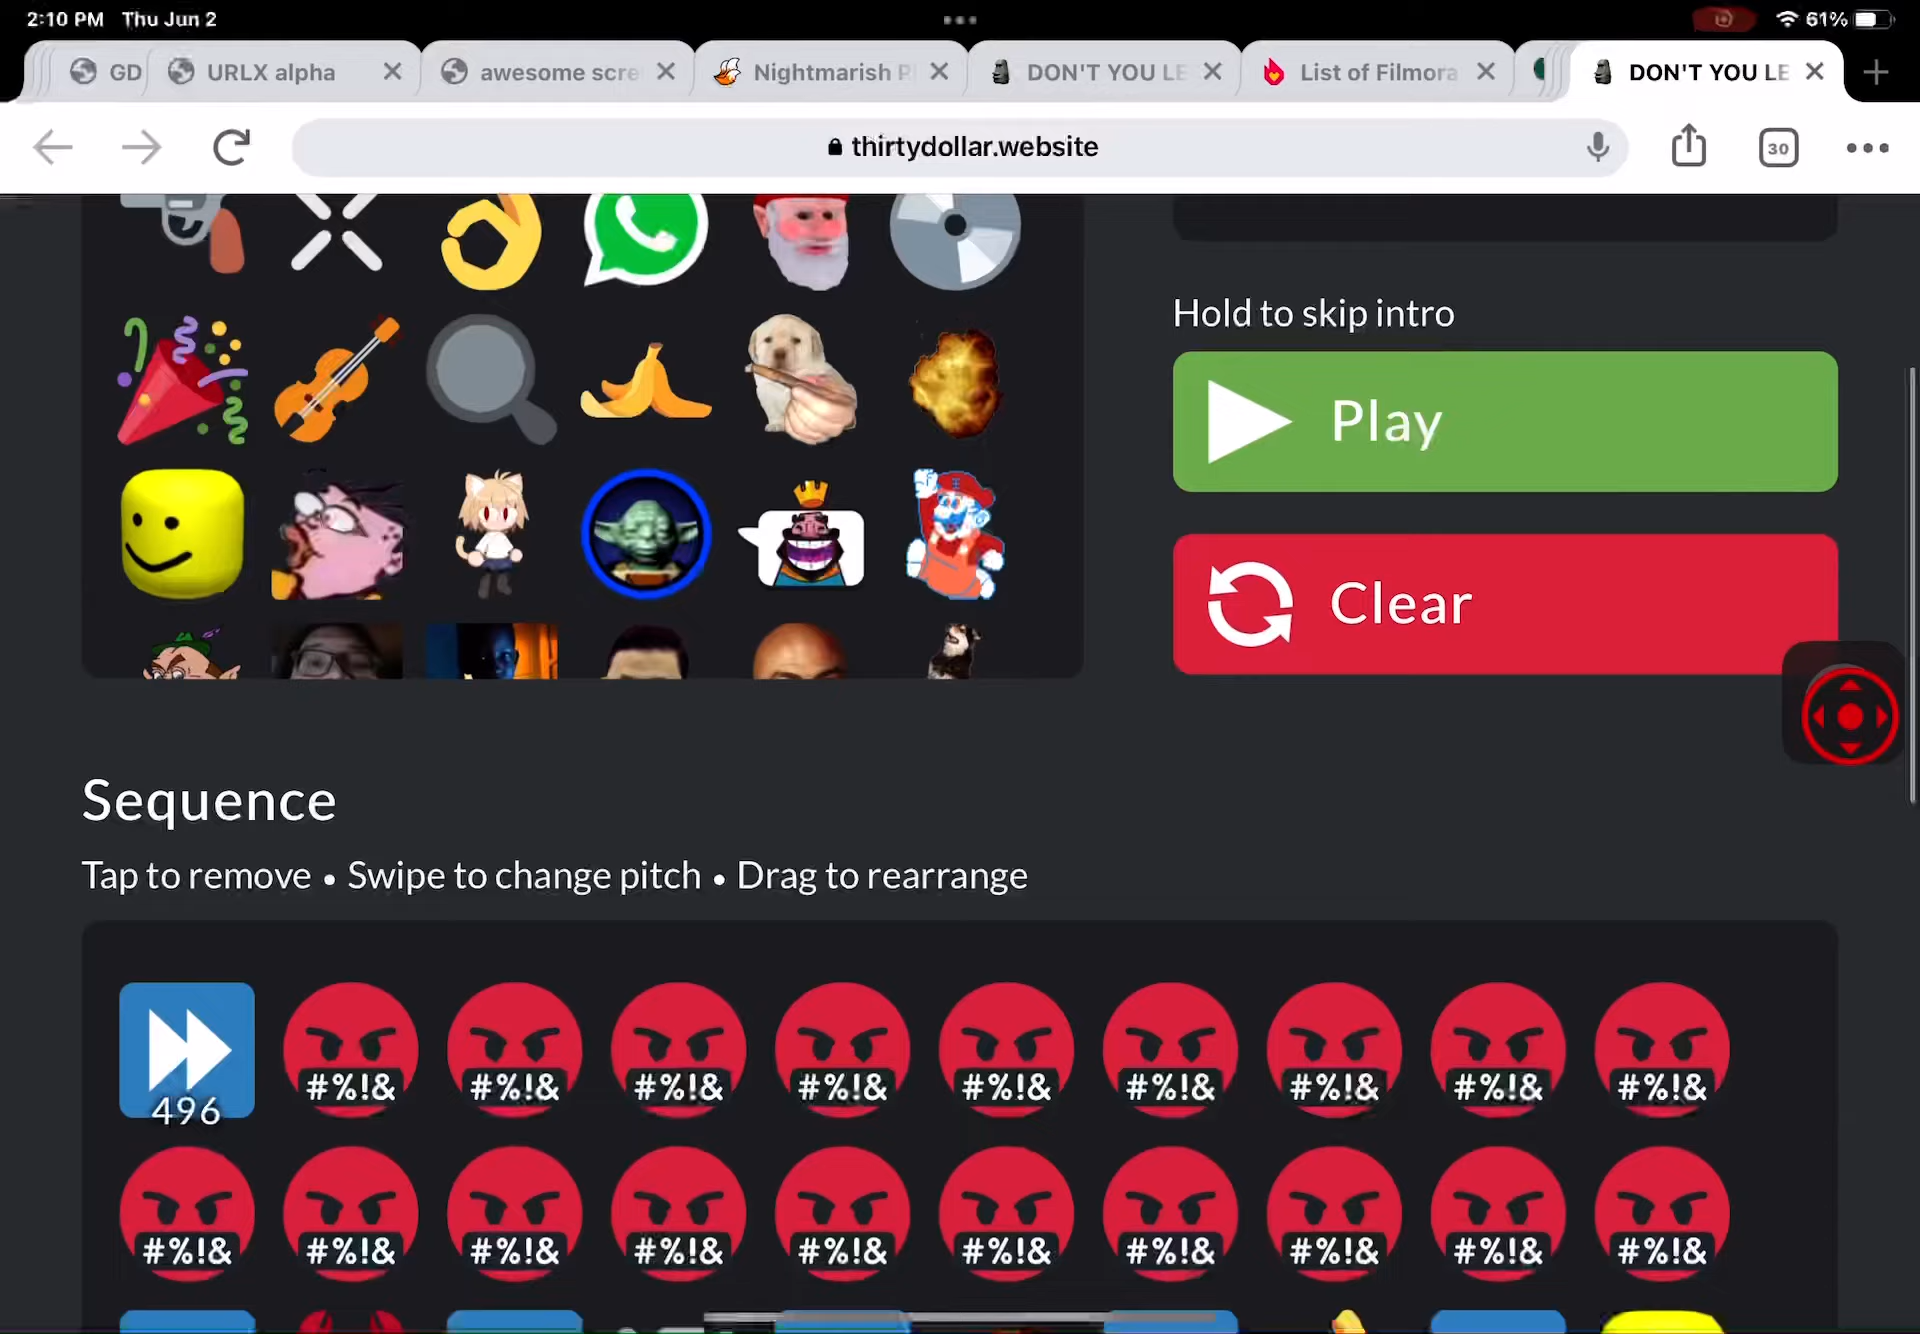 2:10 PM Thu Jun 2
61%
GD
URLX alpha
awesome scre
Nightmarish P
DON'T YOU LE
List of Filmora
DON'T YOU LE
thirtydollar.website
30
Hold to skip intro
Play
Clear
Sequence
Tap to remove • Swipe to change pitch • Drag to rearrange
#%!& #%!& #%!& #%!& #%!& #%!& #%!& #%!& #%!&
496
#%!& #%!& #%!& #%!& #%!& #%!& #%!& #%!& #%!& #%!&